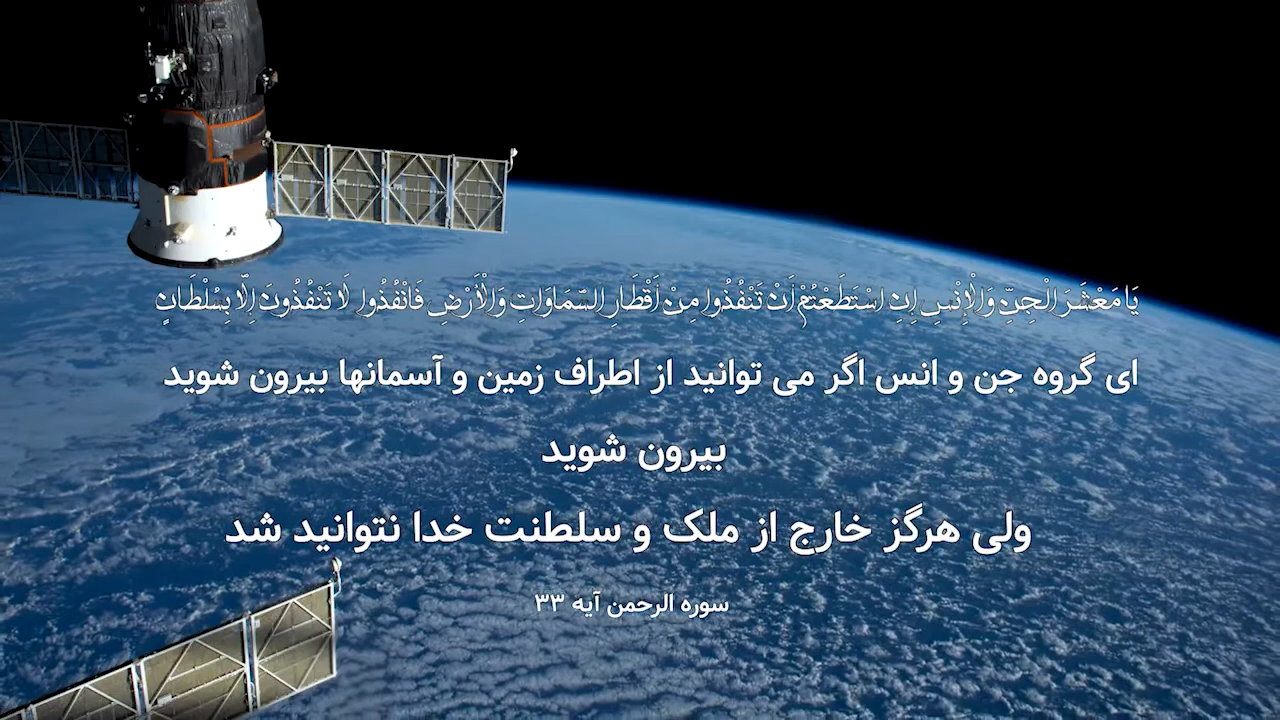 يَا مَعْشَرَ الْجِنِّ وَالْإِنْسِ إِنِ اسْتَطَعْتُمْ أَنْ تَنْفُذُوا مِنْ أَقْطَارِ السَّمَاوَاتِ وَالْأَرْضِ فَانْفُذُوا لَا تَنْفُذُونَ إِلَّا بِسُلْطَانٍ
ای گروه جن و انس اگر می توانید از اطراف زمین و آسمانها بیرون شوید
بیرون شوید
ولی هرگز خارج از ملک و سلطنت خدا نتوانید شد
سوره الرحمن آیه ۳۳